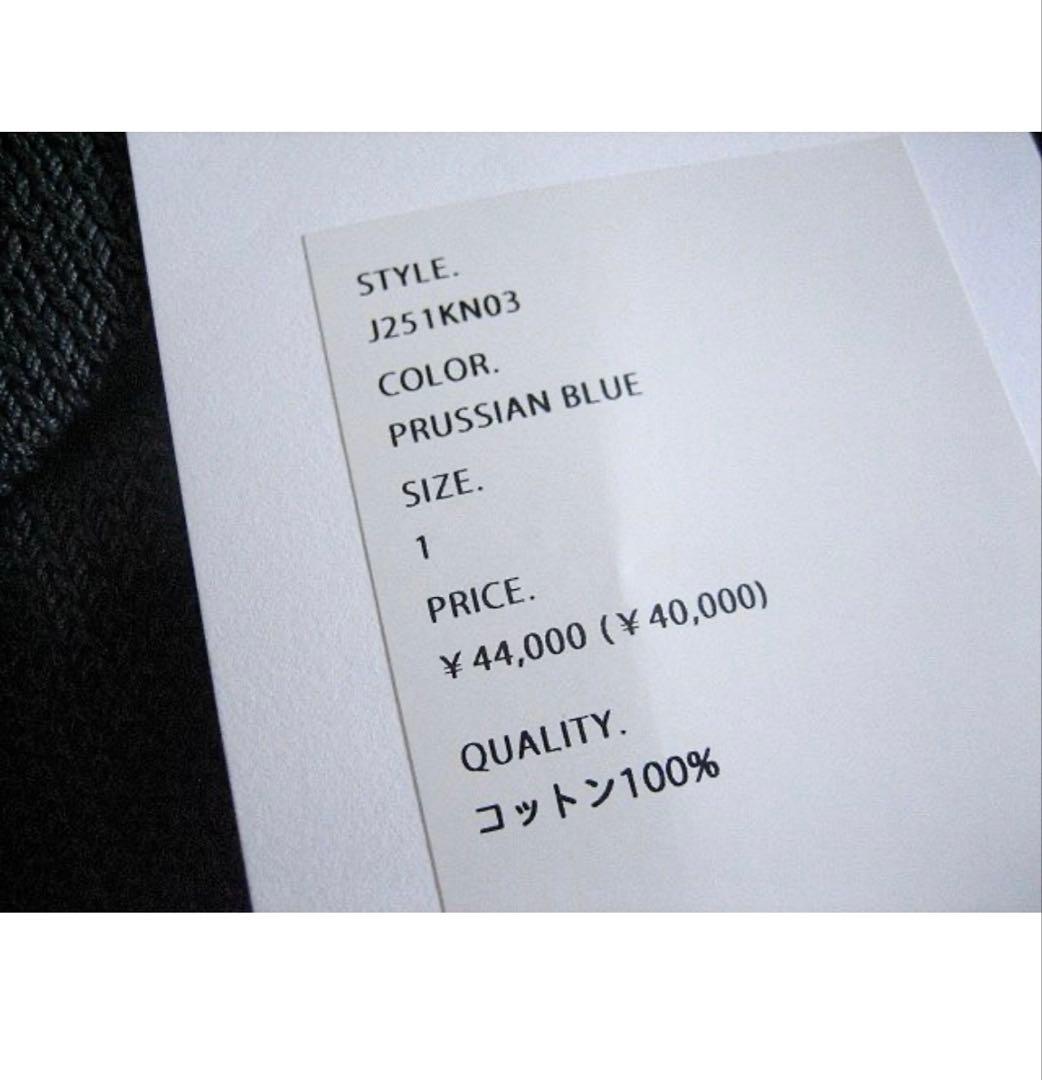 STYLE.
J251KN03
COLOR.
PRUSSIAN BLUE
SIZE.
1
PRICE.
¥ 44,000 (¥ 40,000)
QUALITY.
コットン100%